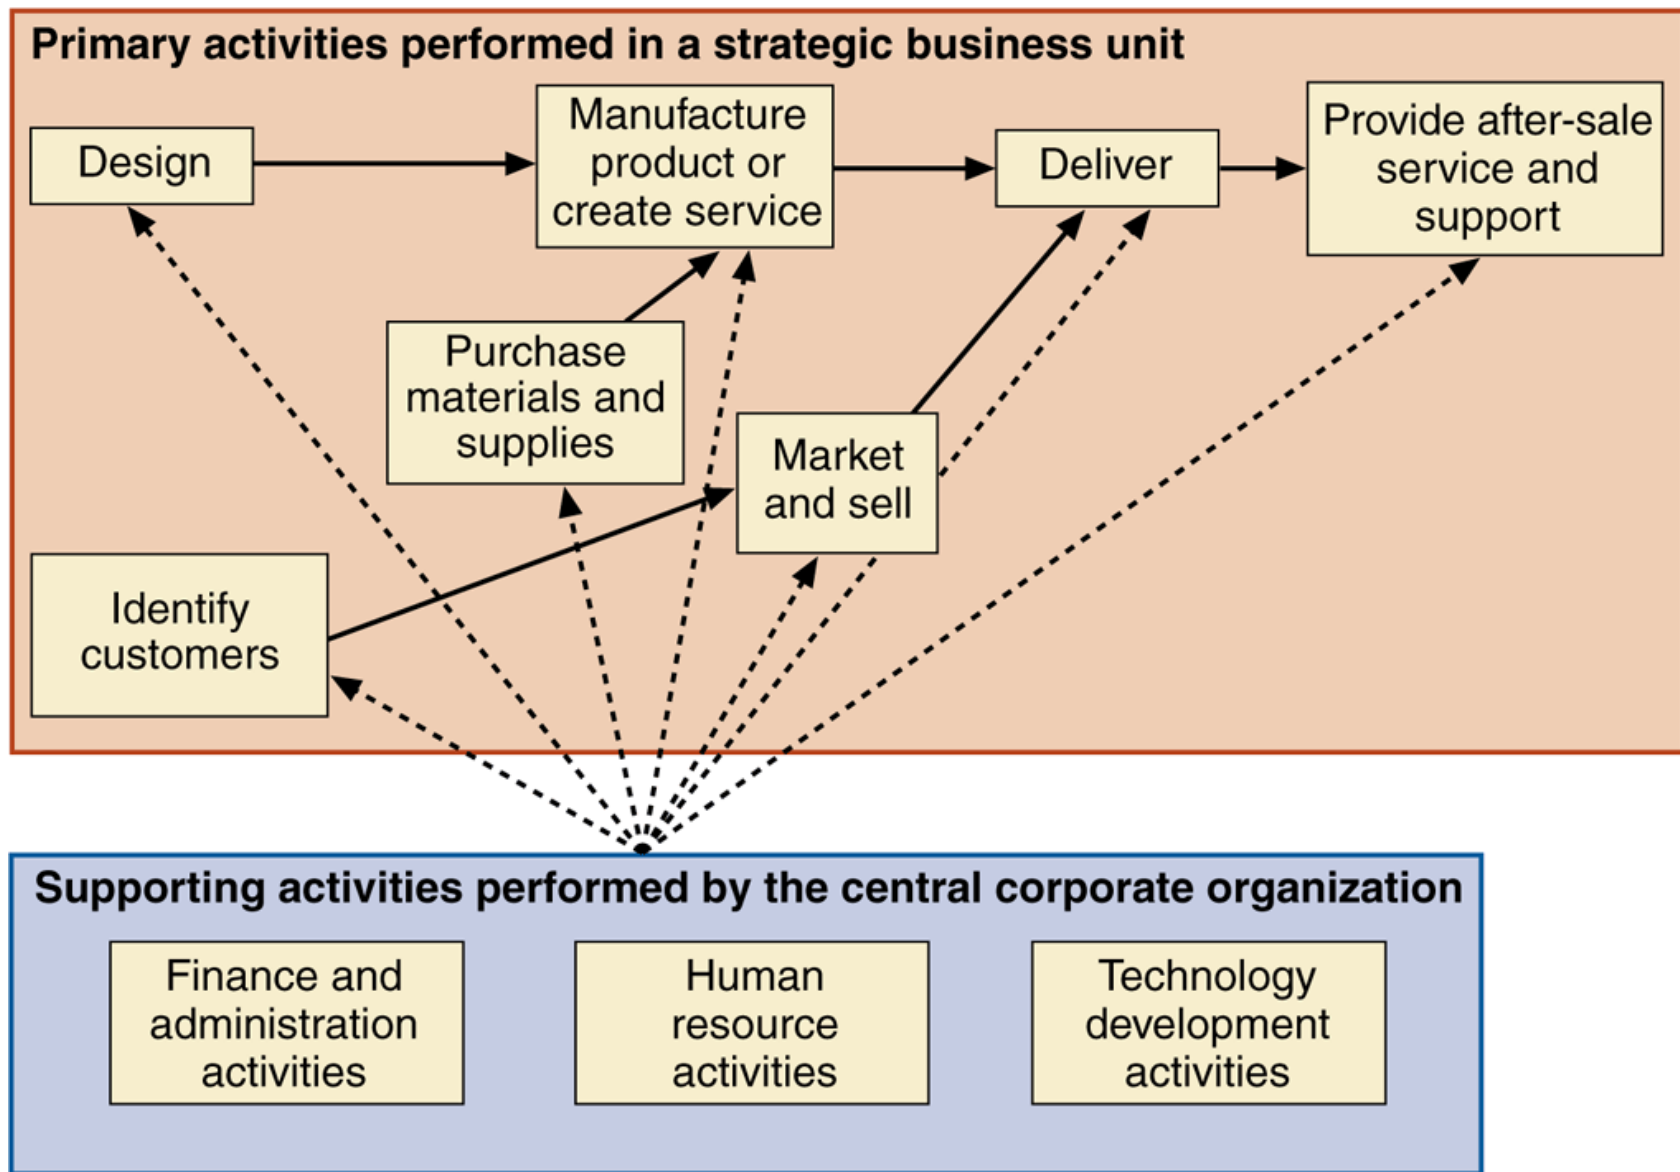 Primary activities performed in a strategic business unit
Design
Manufacture
product or
create service
Deliver
Provide after-sale
service and
support
Purchase
materials and
supplies
Market
and sell
Identify
customers
Supporting activities performed by the central corporate organization
Finance and
administration
activities
Human
resource
activities
Technology
development
activities